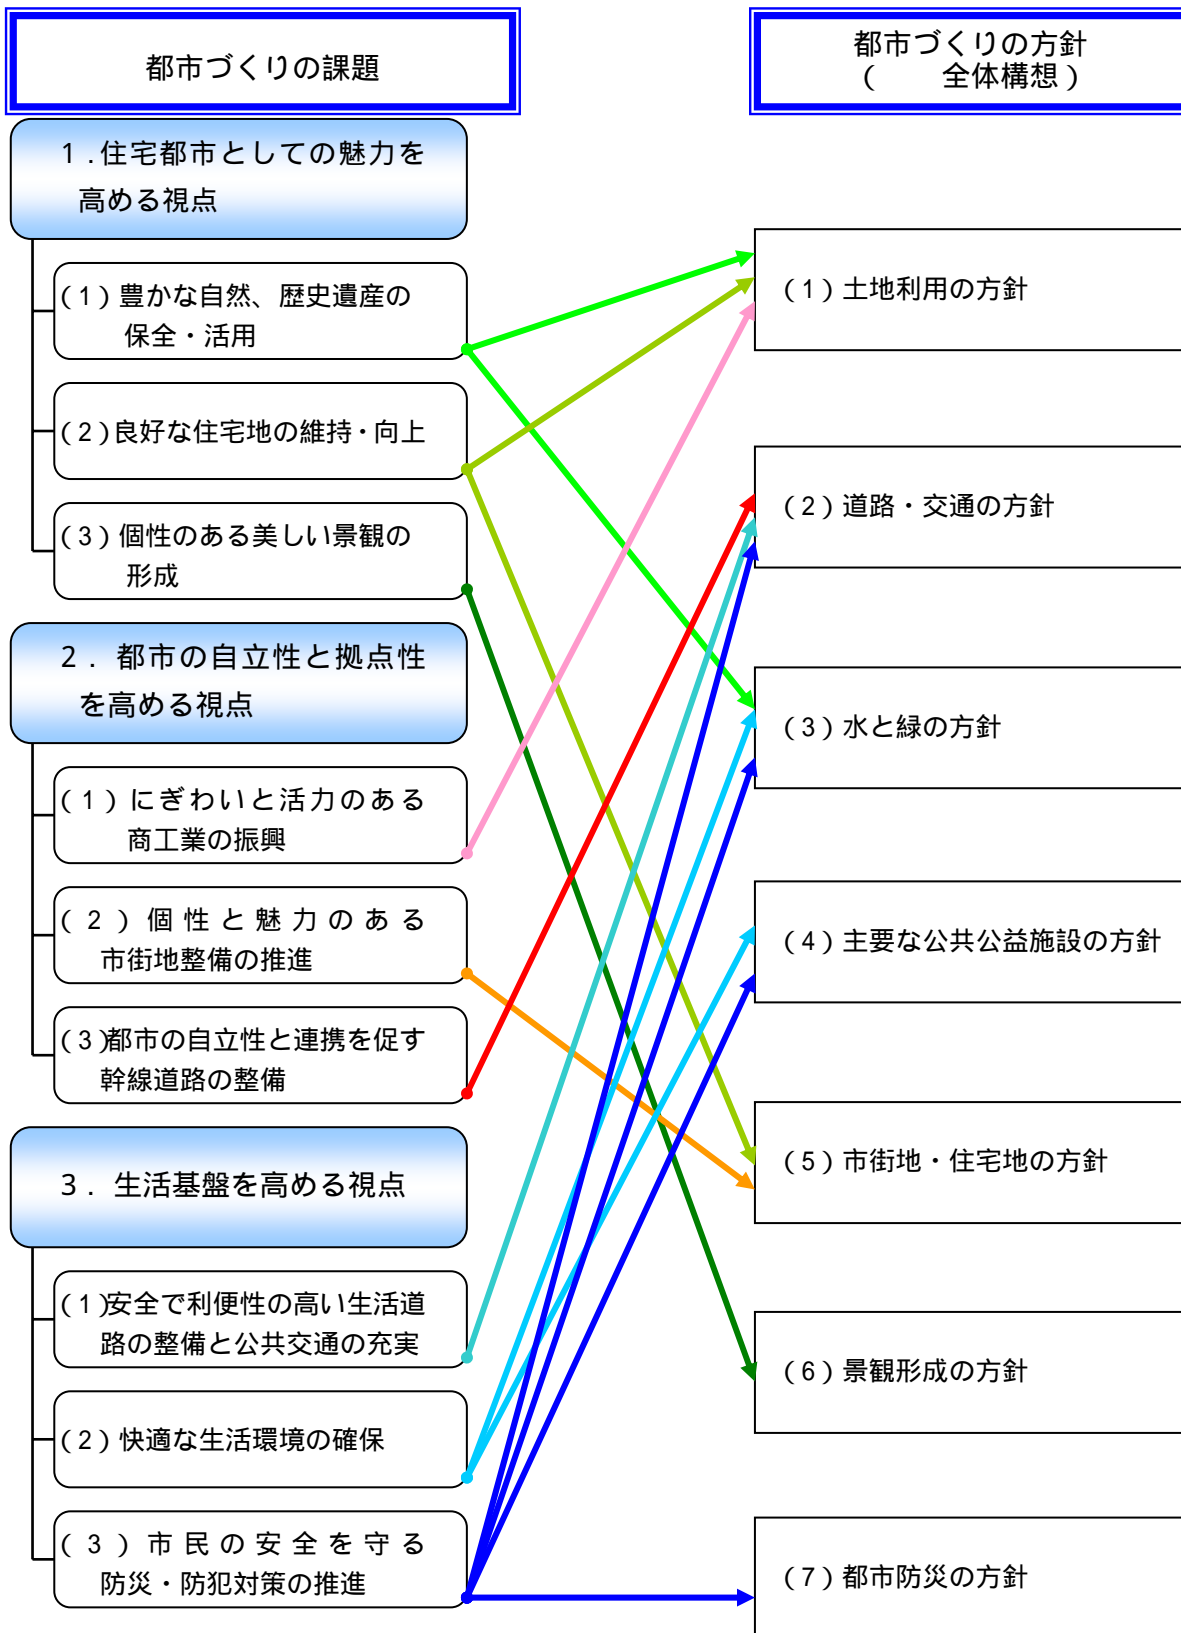 都市づくりの課題
都市づくりの方針
（　　全体構想）
１．住宅都市としての魅力を
高める視点
（1）豊かな自然、歴史遺産の
保全・活用
（2）良好な住宅地の維持・向上
（3）個性のある美しい景観の
形成
２．都市の自立性と拠点性
を高める視点
（1）にぎわいと活力のある
商工業の振興
（2）個性と魅力のある
市街地整備の推進
（3）都市の自立性と連携を促す
幹線道路の整備
３．生活基盤を高める視点
（1）安全で利便性の高い生活道
路の整備と公共交通の充実
（2）快適な生活環境の確保
（3）市民の安全を守る
防災・防犯対策の推進
（1）土地利用の方針
（2）道路・交通の方針
（3）水と緑の方針
（4）主要な公共公益施設の方針
（5）市街地・住宅地の方針
（6）景観形成の方針
（7）都市防災の方針